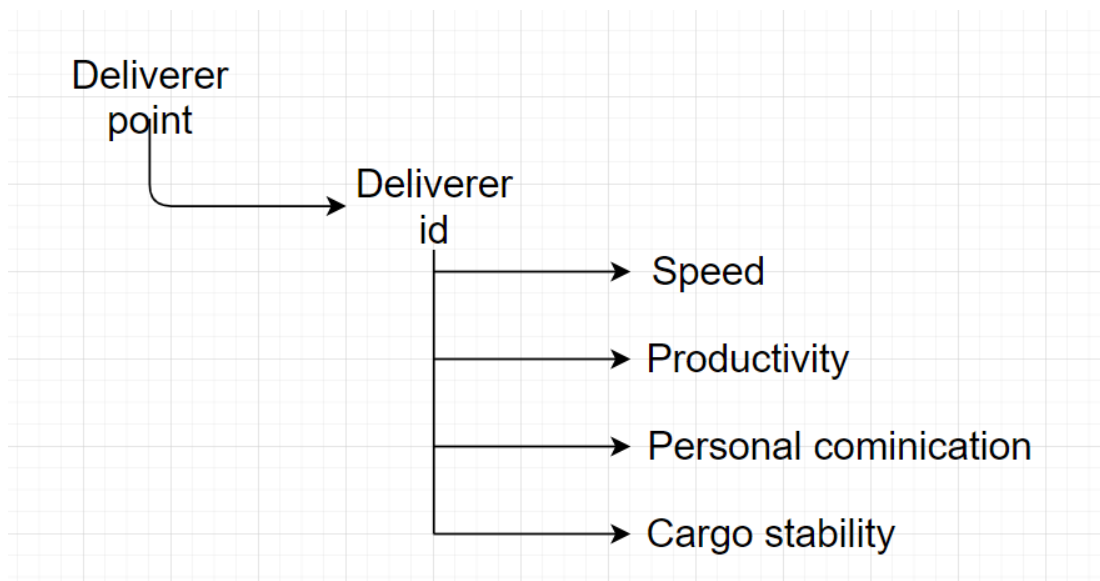 Deliverer
point
Deliverer
id
Speed
Productivity
Personal cominication
Cargo stability